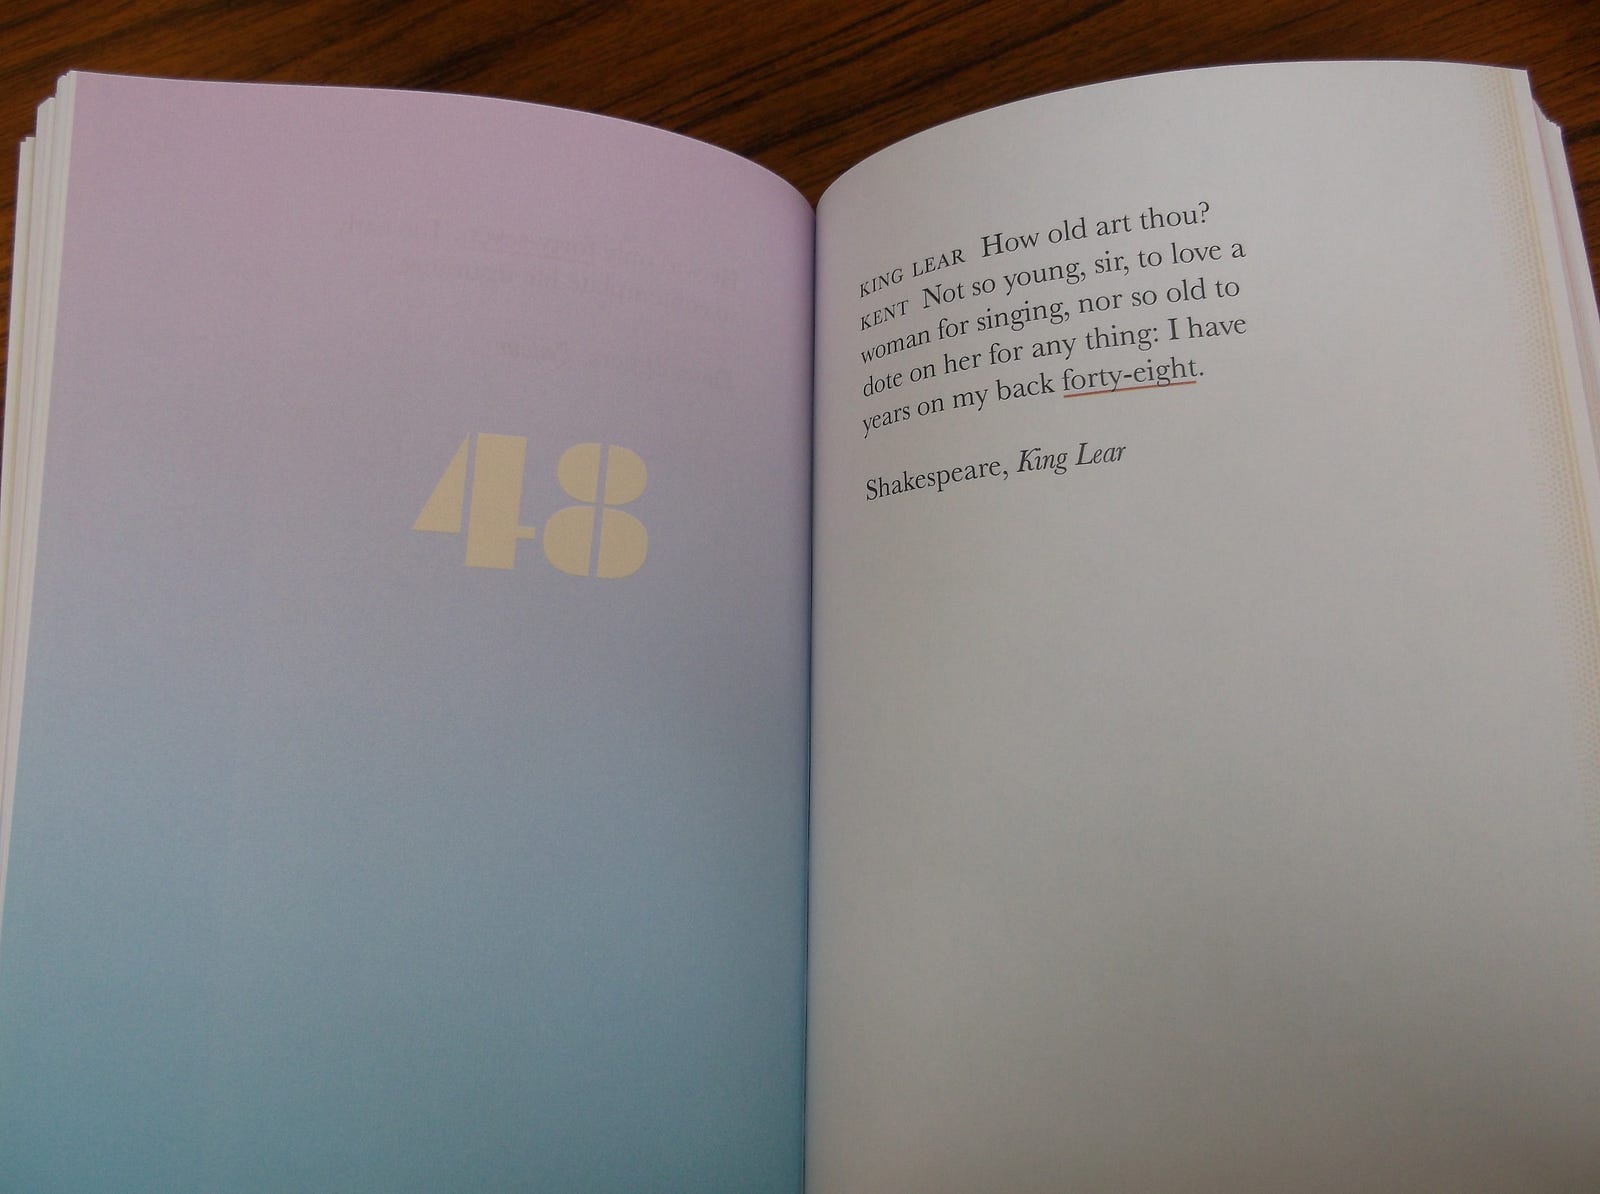 48
KING LEAR How old art thou?
KENT Not so young, sir, to love a
woman for singing, nor so old to
dote on her for any thing: I have
years on my back forty-eight.
Shakespeare, King Lear